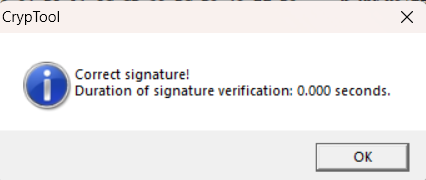 CrypTool
Correct signature!
Duration of signature verification: 0.000 seconds.
OK